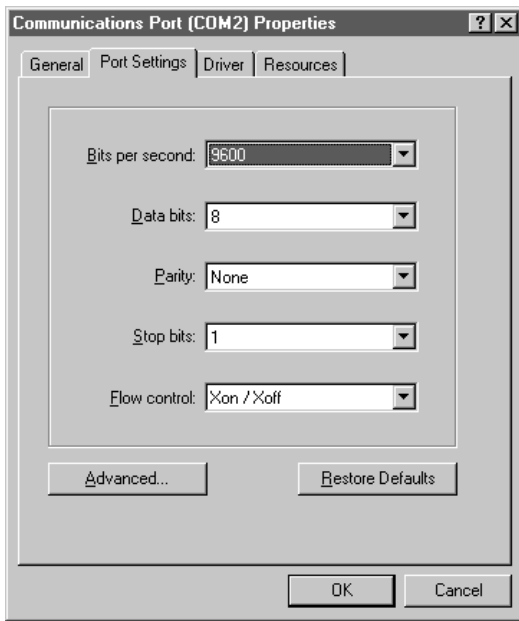 Communications Port (COM2) Properties
General Port Settings Driver Resources
Bits per second: 9600
Data bits: 8
Parity: None
Stop bits: 1
Flow control: Xon / Xoff
Advanced... Restore Defaults
OK Cancel